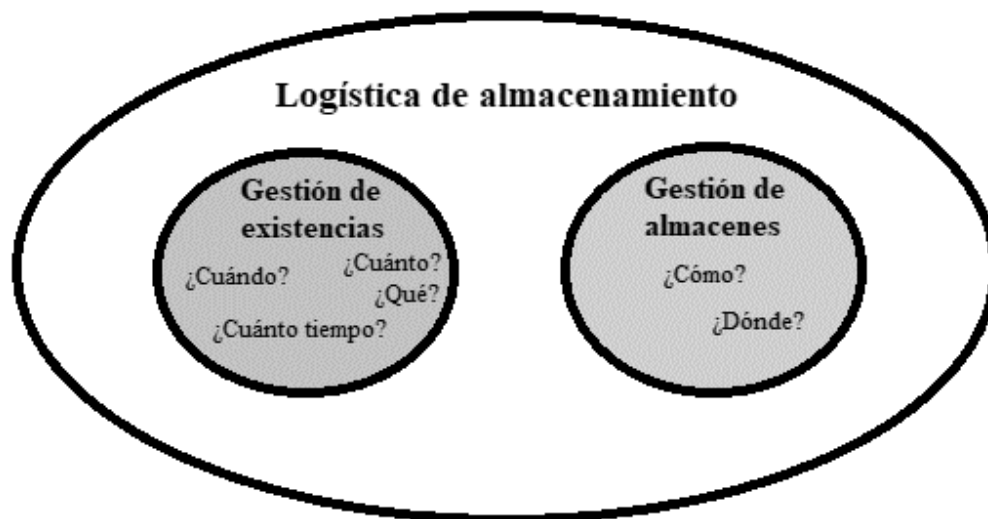 Logística de almacenamiento
Gestión de
existencias
¿Cuándo?
¿Cuánto?
¿Qué?
¿Cuánto tiempo?
Gestión de
almacenes
¿Cómo?
¿Dónde?